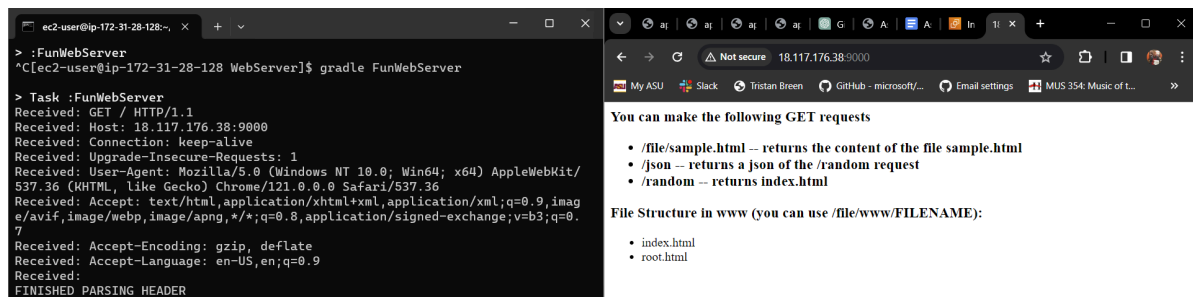 ec2-user@ip-172-31-28-128:~,
> :FunWebServer
^C[ec2-user@ip-172-31-28-128 WebServer]$ gradle FunWebServer
> Task :FunWebServer
Received: GET / HTTP/1.1
Received: Host: 18.117.176.38:9000
Received: Connection: keep-alive
Received: Upgrade-Insecure-Requests: 1
Received: User-Agent: Mozilla/5.0 (Windows NT 10.0; Win64; x64) AppleWebKit/
537.36 (KHTML, like Gecko) Chrome/121.0.0.0 Safari/537.36
Received: Accept: text/html,application/xhtml+xml,application/xml;q=0.9,imag
e/avif,image/webp,image/apng,*/*;q=0.8,application/signed-exchange;v=b3;q=0.
7
Received: Accept-Encoding: gzip, deflate
Received: Accept-Language: en-US,en;q=0.9
Received:
FINISHED PARSING HEADER
ap ap ap ap G A: A: In 18
Not secure 18.117.176.38:9000
My ASU Slack Tristan Breen GitHub - microsoft/... Email settings MUS 354: Music of t...
You can make the following GET requests
• /file/sample.html -- returns the content of the file sample.html
• /json -- returns a json of the /random request
• /random -- returns index.html
File Structure in www (you can use /file/www/FILENAME):
• index.html
• root.html